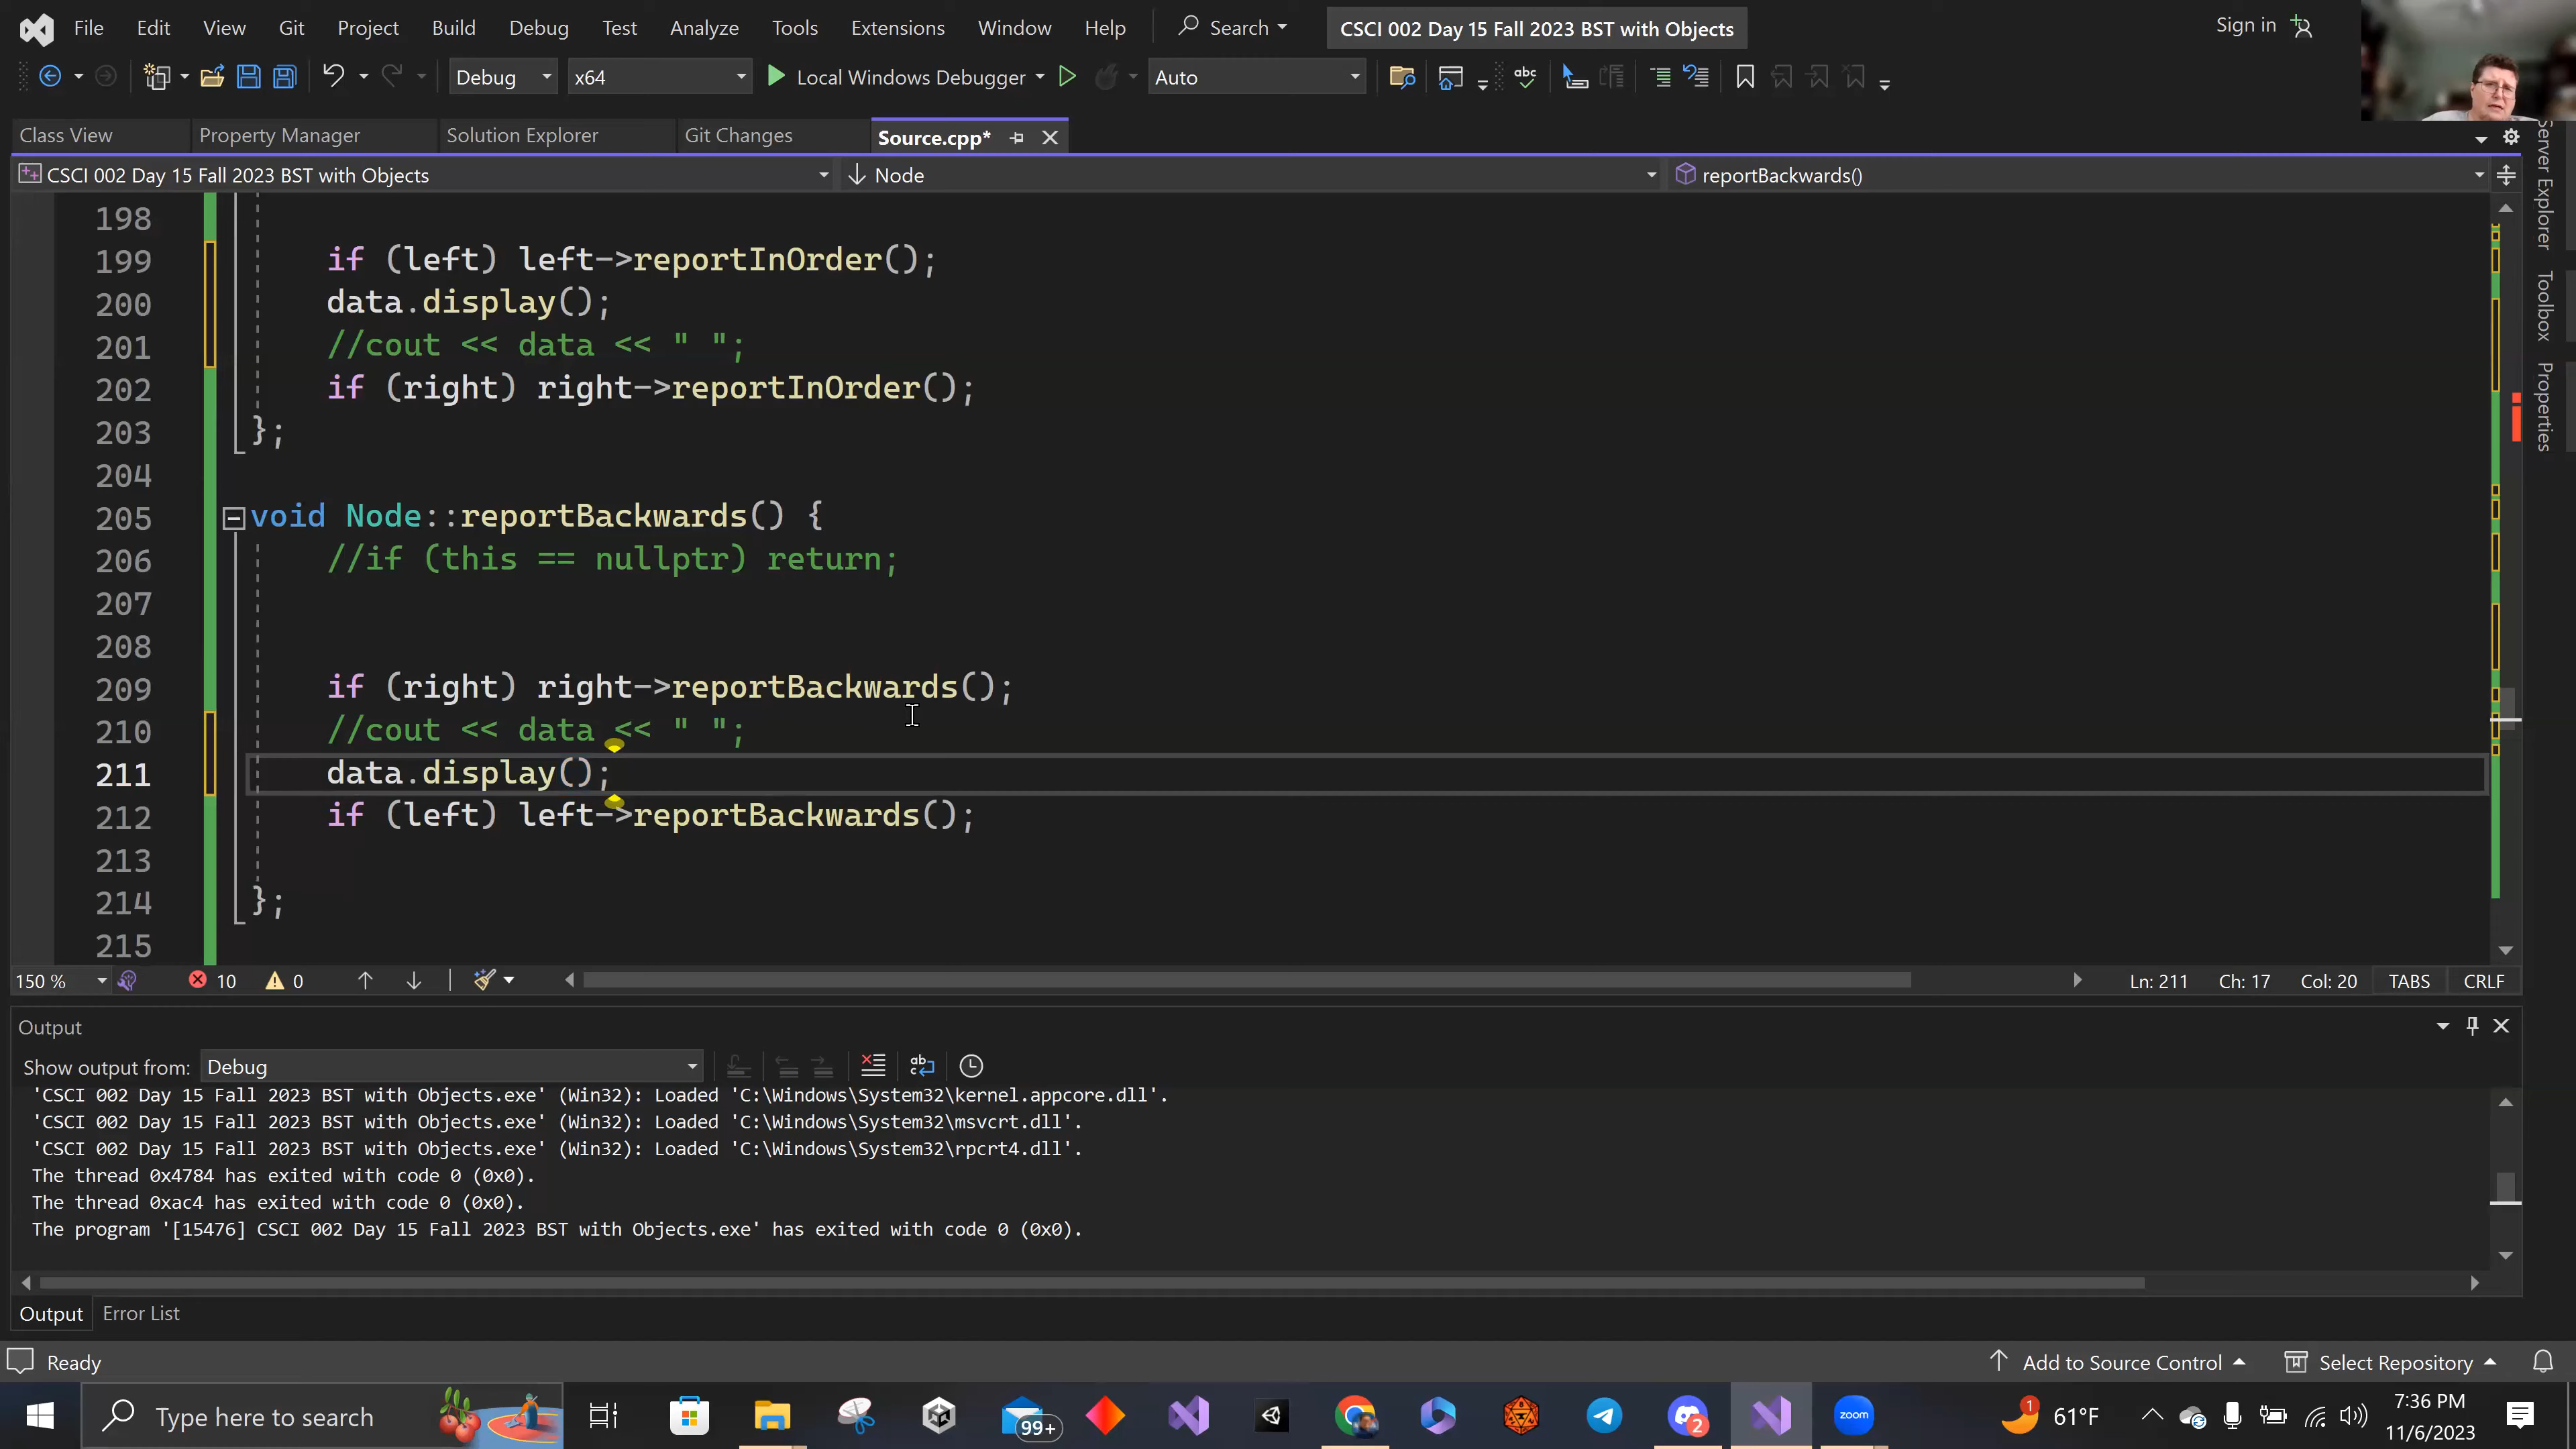 File Edit View Git Project Build Debug Test Analyze Tools Extensions Window Help Search CSCI 002 Day 15 Fall 2023 BST with Objects Sign in
Debug x64 Local Windows Debugger Auto
Class View Property Manager Solution Explorer Git Changes Source.cpp*
CSCI 002 Day 15 Fall 2023 BST with Objects Node reportBackwards()
198
199 if (left) left->reportInOrder();
200 data.display();
201 //cout << data << " ";
202 if (right) right->reportInOrder();
203 };
204
205 void Node::reportBackwards() {
206 //if (this == nullptr) return;
207
208
209 if (right) right->reportBackwards();
210 //cout << data << " ";
211 data.display();
212 if (left) left->reportBackwards();
213
214 };
215
Server Explorer
Toolbox
Properties
150 % 10 0 Ln: 211 Ch: 17 Col: 20 TABS CRLF
Output
Show output from: Debug
'CSCI 002 Day 15 Fall 2023 BST with Objects.exe' (Win32): Loaded 'C:\Windows\System32\kernel.appcore.dll'.
'CSCI 002 Day 15 Fall 2023 BST with Objects.exe' (Win32): Loaded 'C:\Windows\System32\msvcrt.dll'.
'CSCI 002 Day 15 Fall 2023 BST with Objects.exe' (Win32): Loaded 'C:\Windows\System32\rpcrt4.dll'.
The thread 0x4784 has exited with code 0 (0x0).
The thread 0xac4 has exited with code 0 (0x0).
The program '[15476] CSCI 002 Day 15 Fall 2023 BST with Objects.exe' has exited with code 0 (0x0).
Output Error List
Ready Add to Source Control Select Repository
Type here to search 99+ 2 zoom 1 61°F 7:36 PM
11/6/2023